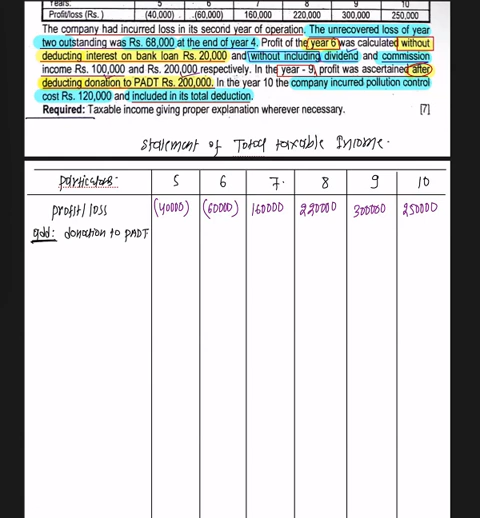 Years: 5 6 7 8 9 10
Profit/loss (Rs.) (40,000) (60,000) 160,000 220,000 300,000 250,000
The company had incurred loss in its second year of operation. The unrecovered loss of year
two outstanding was Rs. 68,000 at the end of year 4. Profit of the year 6 was calculated without
deducting interest on bank loan Rs. 20,000 and without including dividend and commission
income Rs. 100,000 and Rs. 200,000 respectively. In the year - 9, profit was ascertained after
deducting donation to PADT Rs. 200,000. In the year 10 the company incurred pollution control
cost Rs. 120,000 and included in its total deduction.
Required: Taxable income giving proper explanation wherever necessary. [7]
Statement of Total taxable Income.
particulars: 5 6 7. 8 9 10
profit/loss (40000) (60000) 160000 220000 300000 250000
add: donation to PADT